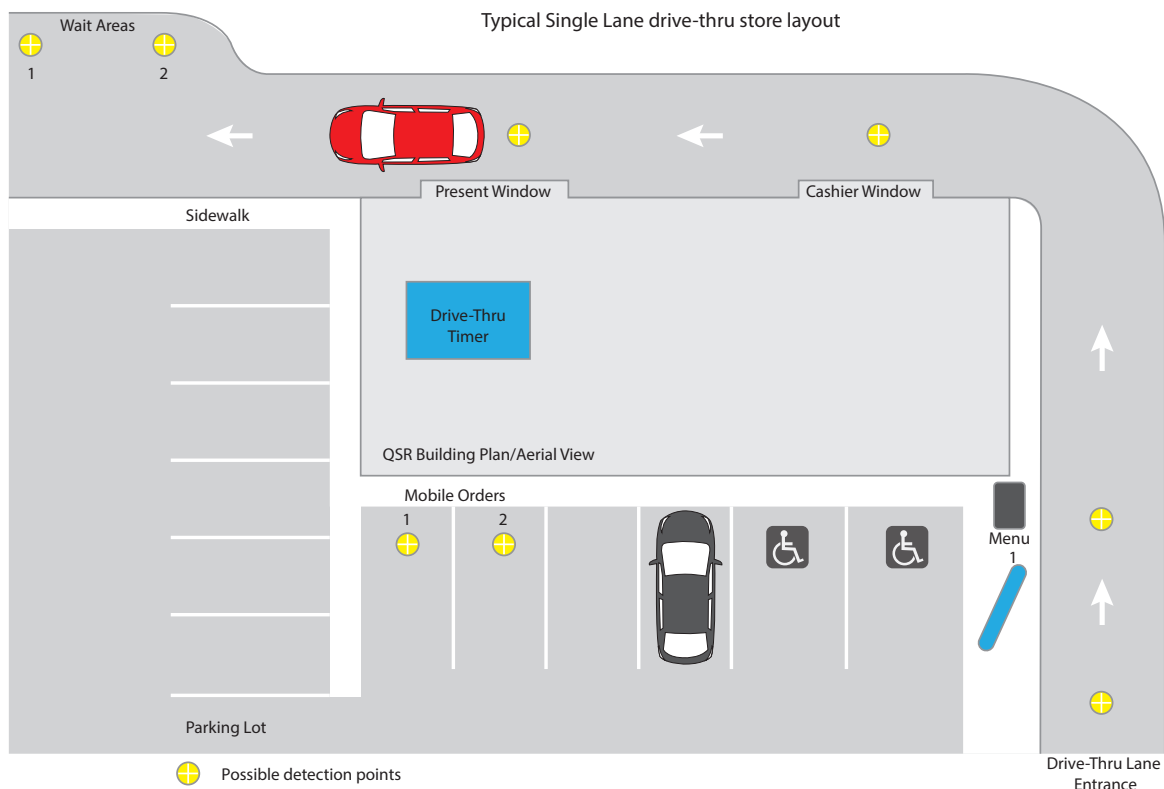 Typical Single Lane drive-thru store layout
Wait Areas
1
2
Present Window
Cashier Window
Sidewalk
Drive-Thru
Timer
QSR Building Plan/Aerial View
Mobile Orders
1
2
Menu
1
Parking Lot
Possible detection points
Drive-Thru Lane
Entrance